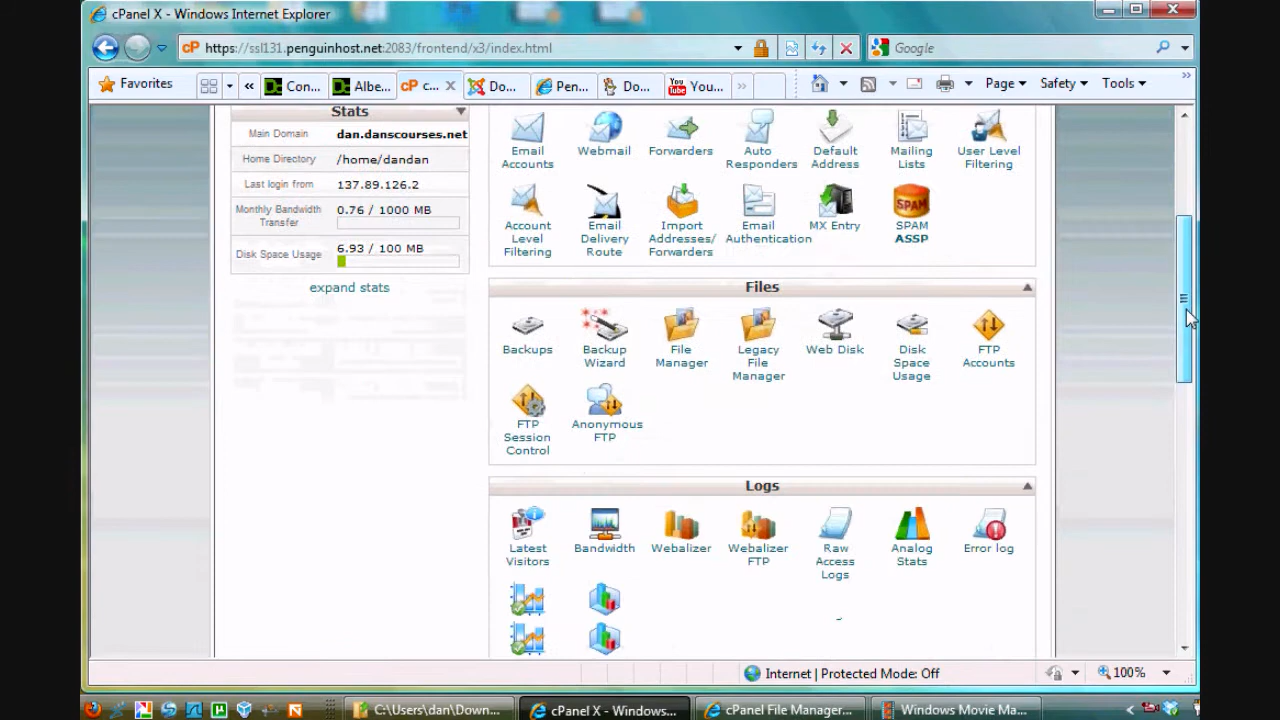 cPanel X - Windows Internet Explorer
cP https://ssl131.penguinhost.net:2083/frontend/x3/index.html
Google
Favorites
Con...
Albe...
cP c...
Do...
Pen...
Do...
You Tube You...
Page
Safety
Tools
Stats
Main Domain dan.danscourses.net
Home Directory /home/dandan
Last login from 137.89.126.2
Monthly Bandwidth Transfer 0.76 / 1000 MB
Disk Space Usage 6.93 / 100 MB
expand stats
Email Accounts
Webmail
Forwarders
Auto Responders
Default Address
Mailing Lists
User Level Filtering
Account Level Filtering
Email Delivery Route
Import Addresses/ Forwarders
Email Authentication
MX Entry
SPAM
SPAM ASSP
Files
Backups
Backup Wizard
File Manager
Legacy File Manager
Web Disk
Disk Space Usage
FTP Accounts
FTP Session Control
Anonymous FTP
Logs
Latest Visitors
Bandwidth
Webalizer
Webalizer FTP
Raw Access Logs
Analog Stats
Error log
Internet | Protected Mode: Off
100%
C:\Users\dan\Down...
cPanel X - Windows...
cPanel File Manager...
Windows Movie Ma...